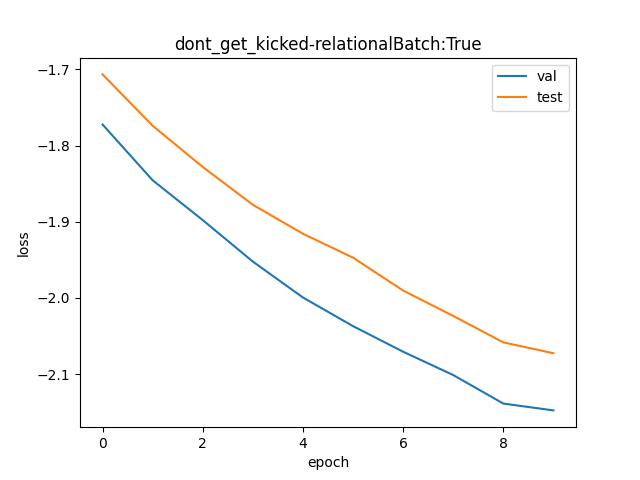 dont_get_kicked-relationalBatch:True
−1.7
−1.8
−1.9
−2.0
−2.1
loss
val
test
0
2
4
6
8
epoch